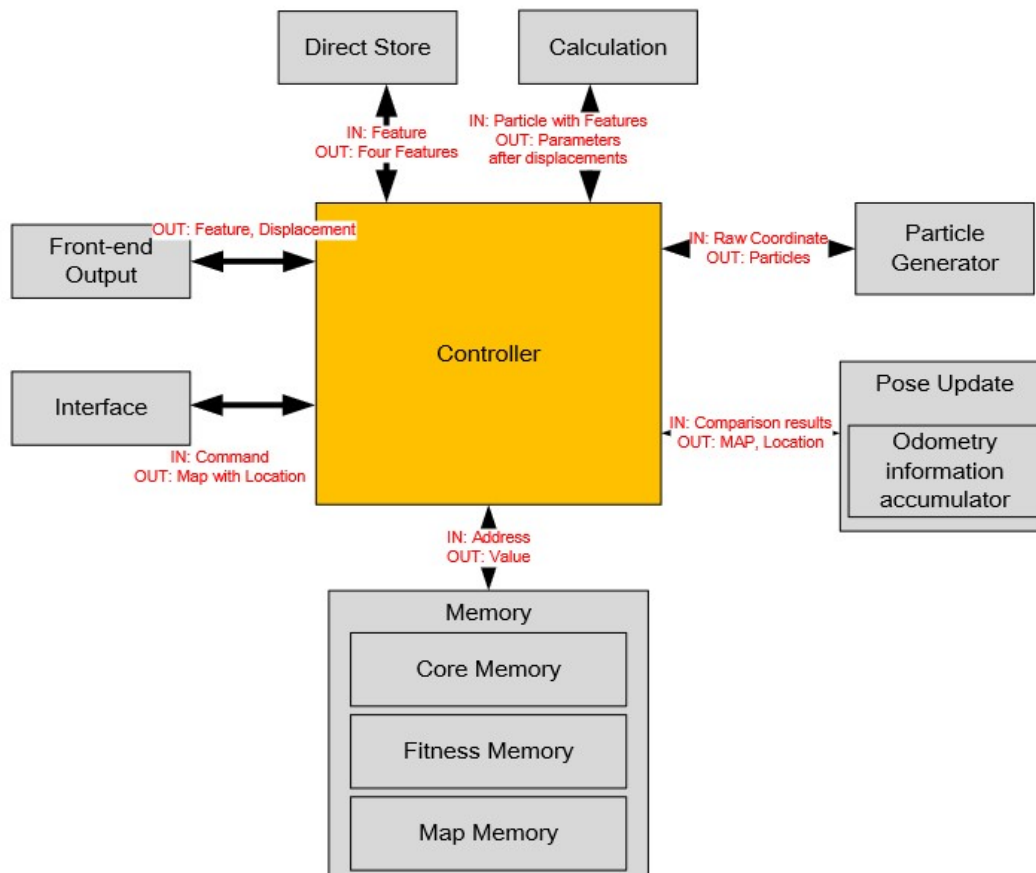 Direct Store
Calculation
IN: Feature
OUT: Four Features
IN: Particle with Features
OUT: Parameters
after displacements
OUT: Feature, Displacement
Front-end
Output
IN: Raw Coordinate
OUT: Particles
Particle
Generator
Controller
Interface
IN: Command
OUT: Map with Location
IN: Comparison results
OUT: MAP, Location
Pose Update
Odometry
information
accumulator
IN: Address
OUT: Value
Memory
Core Memory
Fitness Memory
Map Memory